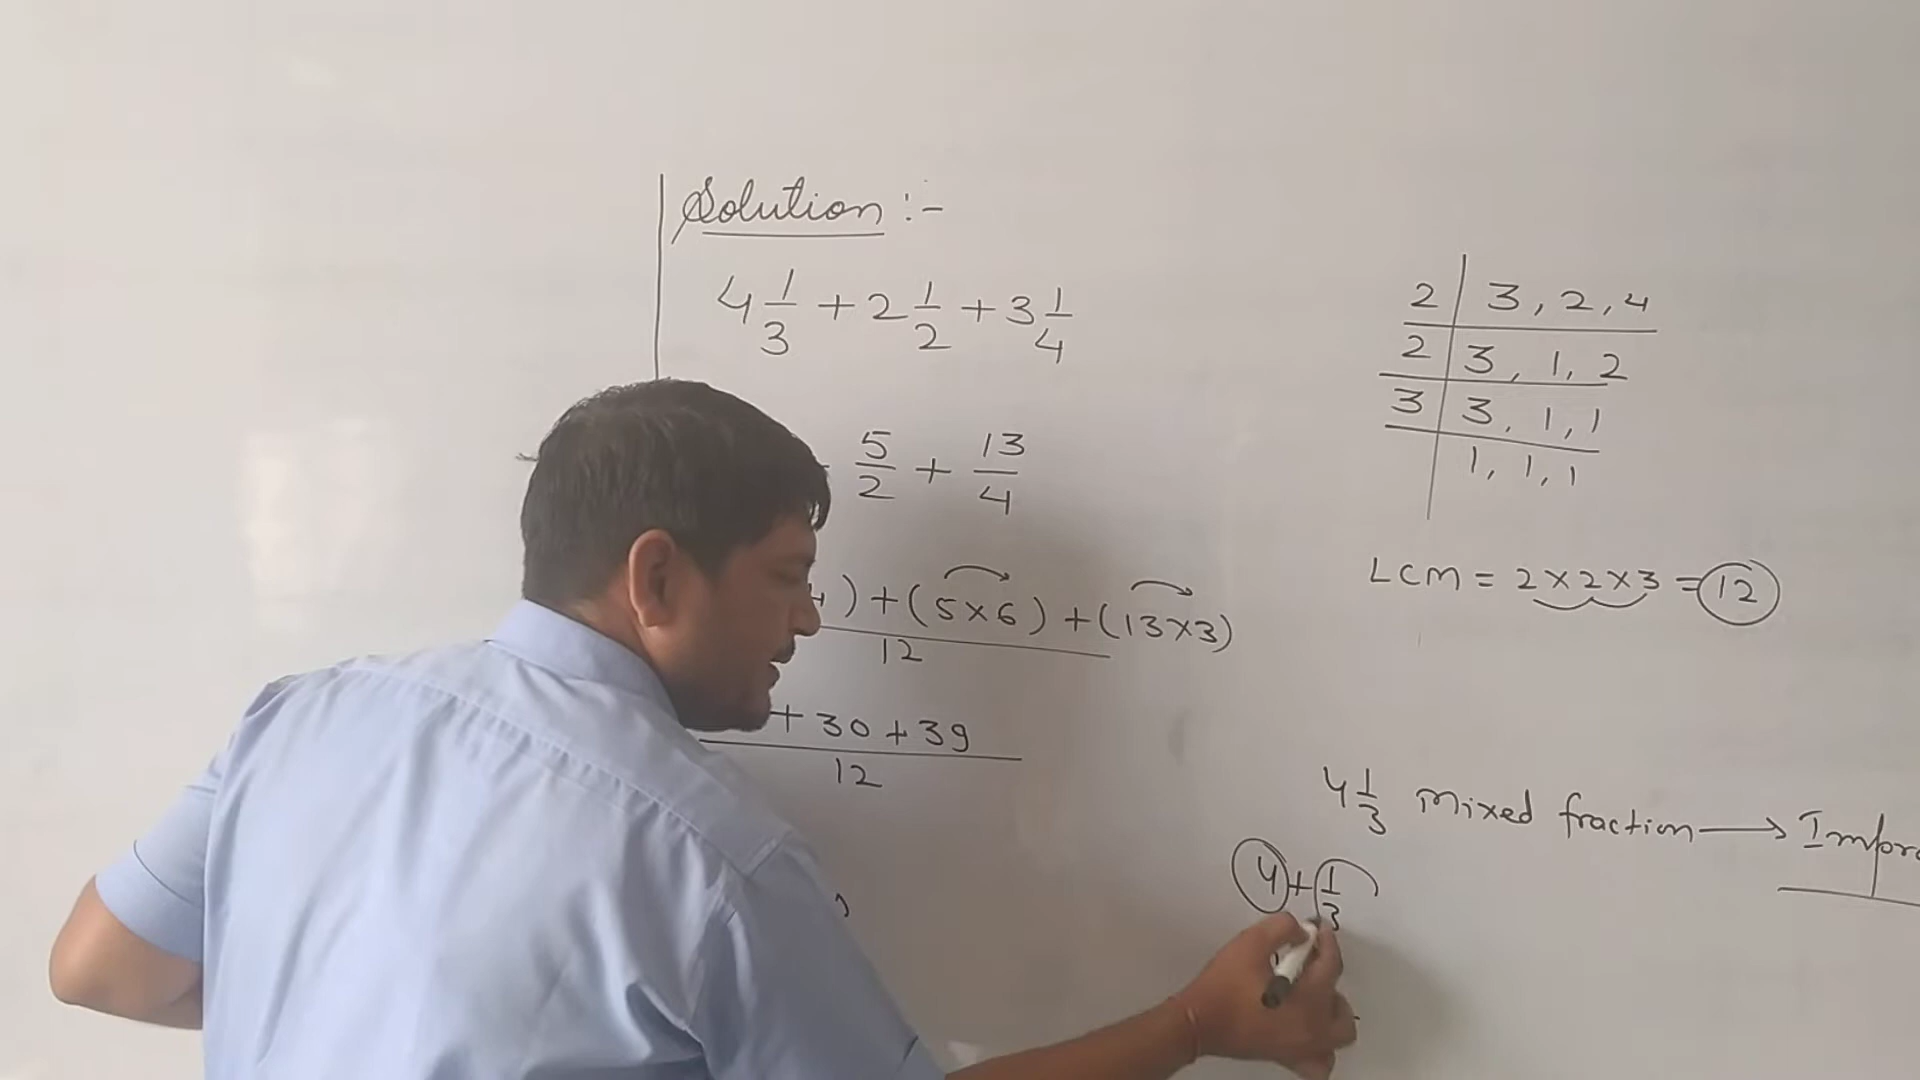 Solution :-
4 1/3 + 2 1/2 + 3 1/4
5/2 + 13/4
4) + (5×6) + (13×3)
12
+ 30 + 39
12
2 | 3, 2, 4
2 | 3, 1, 2
3 | 3, 1, 1
1, 1, 1
LCM = 2×2×3 = 12
4 1/3 Mixed fraction → Impro
4 + 1/3